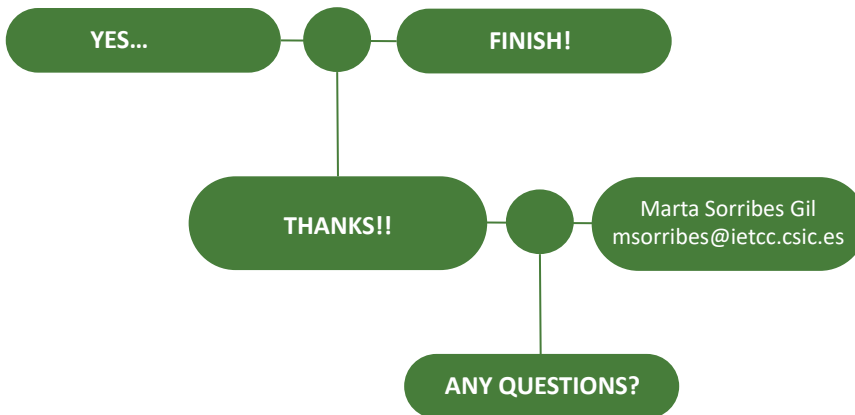 YES...
FINISH!
THANKS!!
Marta Sorribes Gil
msorribes@ietcc.csic.es
ANY QUESTIONS?